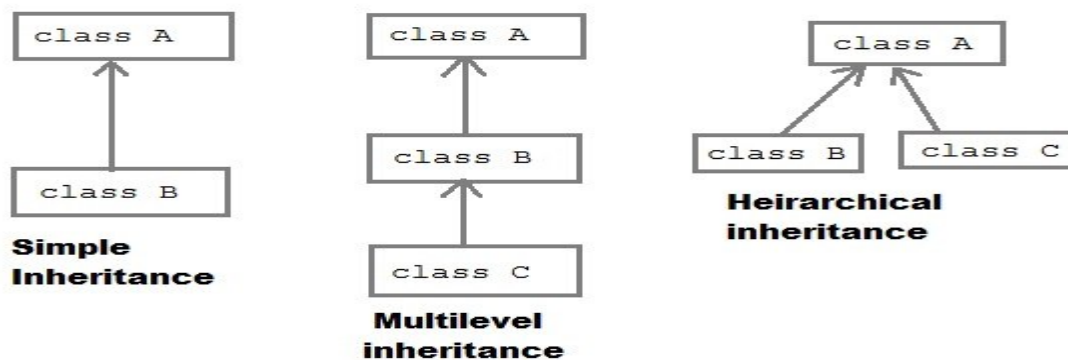 class A
class B
Simple
Inheritance
class A
class B
class C
Multilevel
inheritance
class A
class B
class C
Heirarchical
inheritance